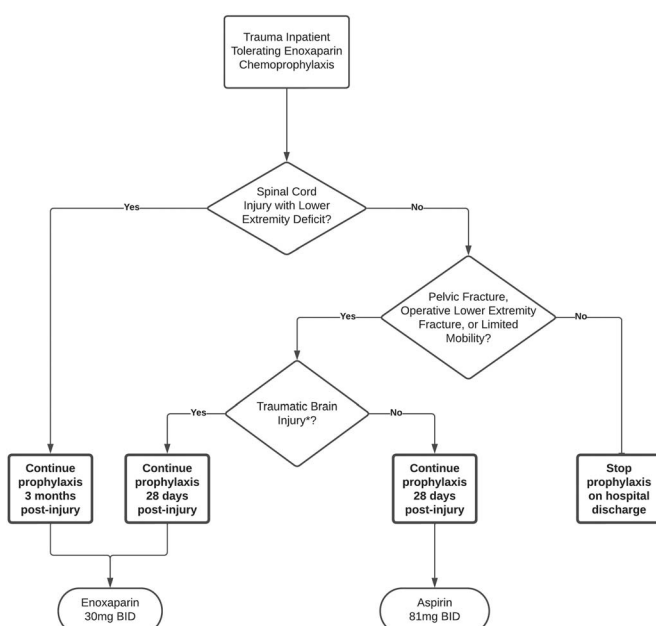 Trauma Inpatient
Tolerating Enoxaparin
Chemoprophylaxis
Spinal Cord
Injury with Lower
Extremity Deficit?
Yes
No
Pelvic Fracture,
Operative Lower Extremity
Fracture, or Limited
Mobility?
Yes
No
Traumatic Brain
Injury*?
Yes
No
Continue
prophylaxis
3 months
post-injury
Continue
prophylaxis
28 days
post-injury
Continue
prophylaxis
28 days
post-injury
Stop
prophylaxis
on hospital
discharge
Enoxaparin
30mg BID
Aspirin
81mg BID